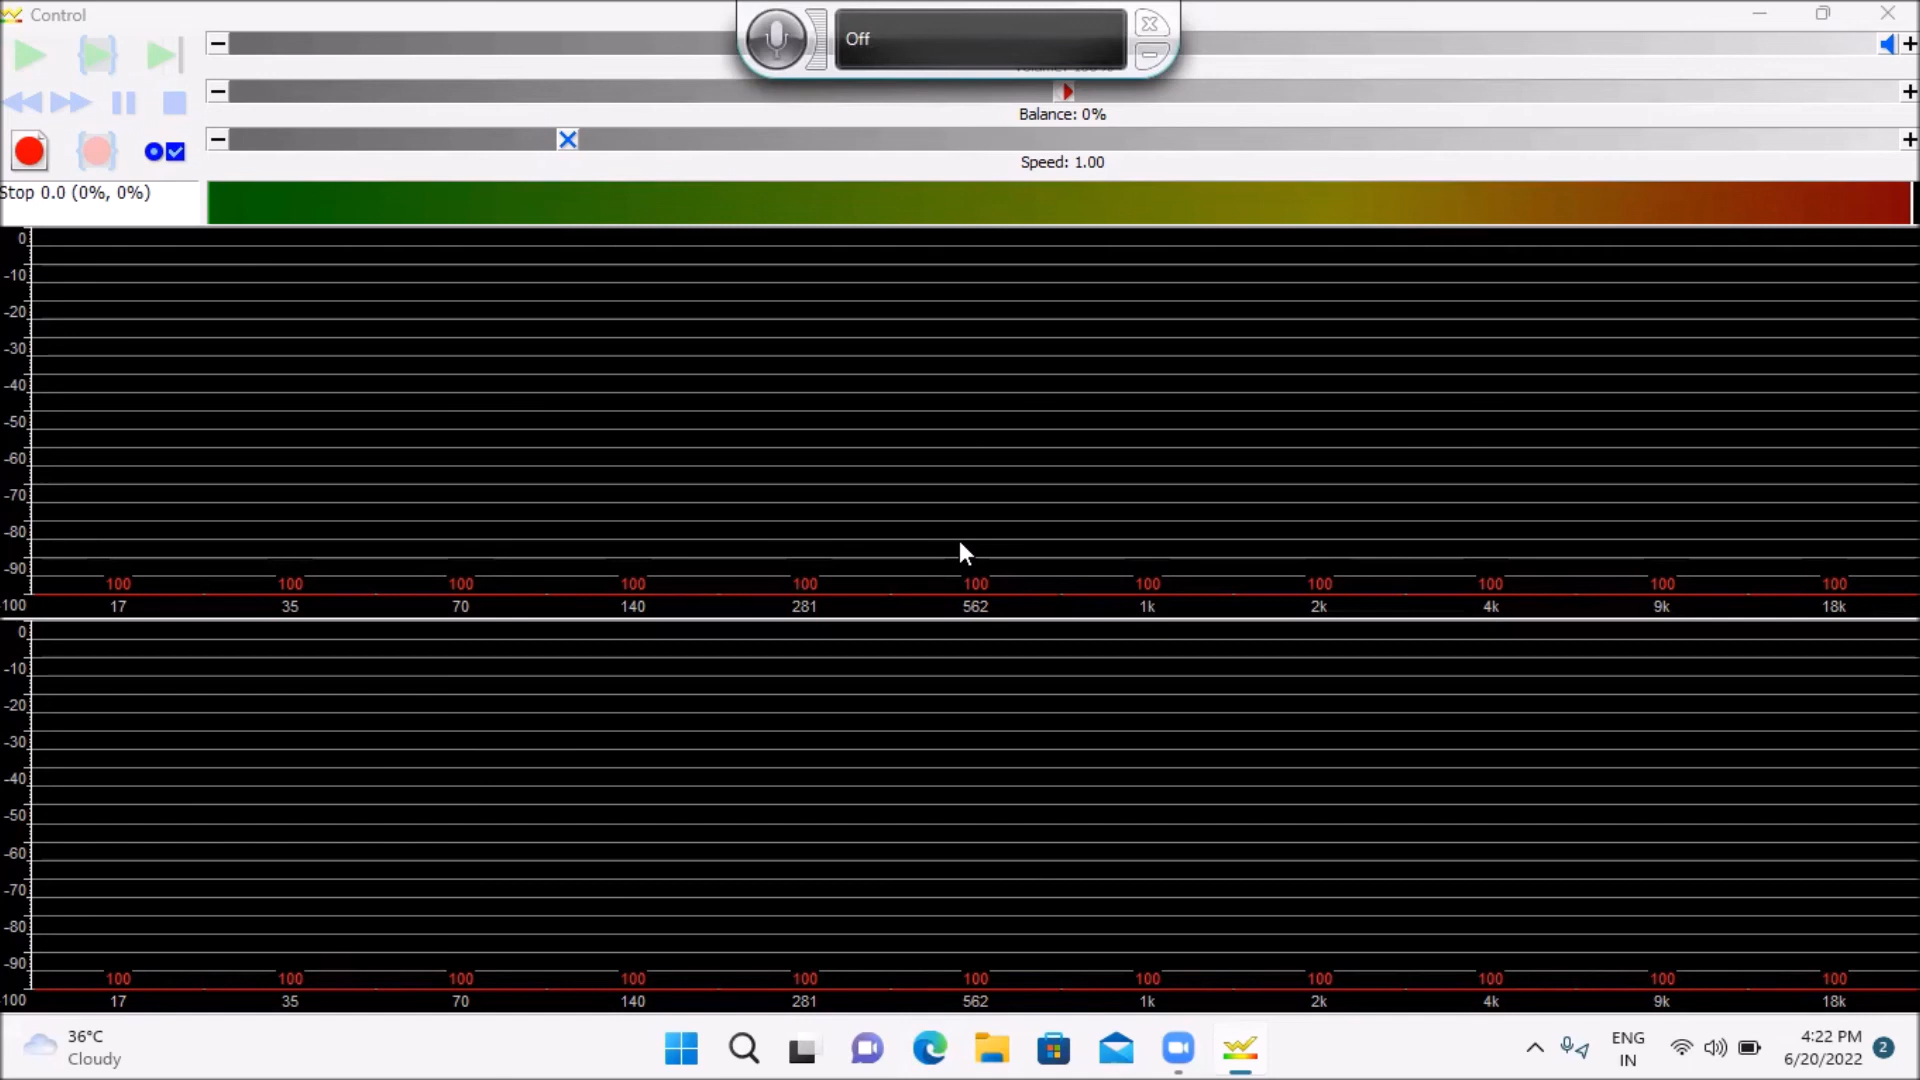 Control
Off
Balance: 0%
Speed: 1.00
Stop 0.0 (0%, 0%)
0
-10
-20
-30
-40
-50
-60
-70
-80
-90
100 100 100 100 100 100 100 100 100 100 100
-100 17 35 70 140 281 562 1k 2k 4k 9k 18k
0
-10
-20
-30
-40
-50
-60
-70
-80
-90
100 100 100 100 100 100 100 100 100 100 100
-100 17 35 70 140 281 562 1k 2k 4k 9k 18k
36°C
Cloudy
ENG
IN
4:22 PM
6/20/2022
2